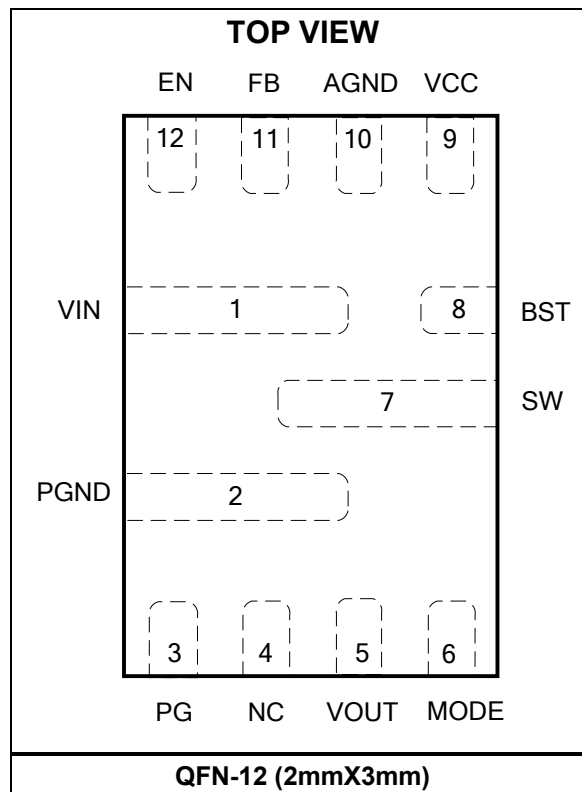 TOP VIEW
EN FB AGND VCC
12 11 10 9
VIN 1 8 BST
7 SW
PGND 2
3 4 5 6
PG NC VOUT MODE
QFN-12 (2mmX3mm)